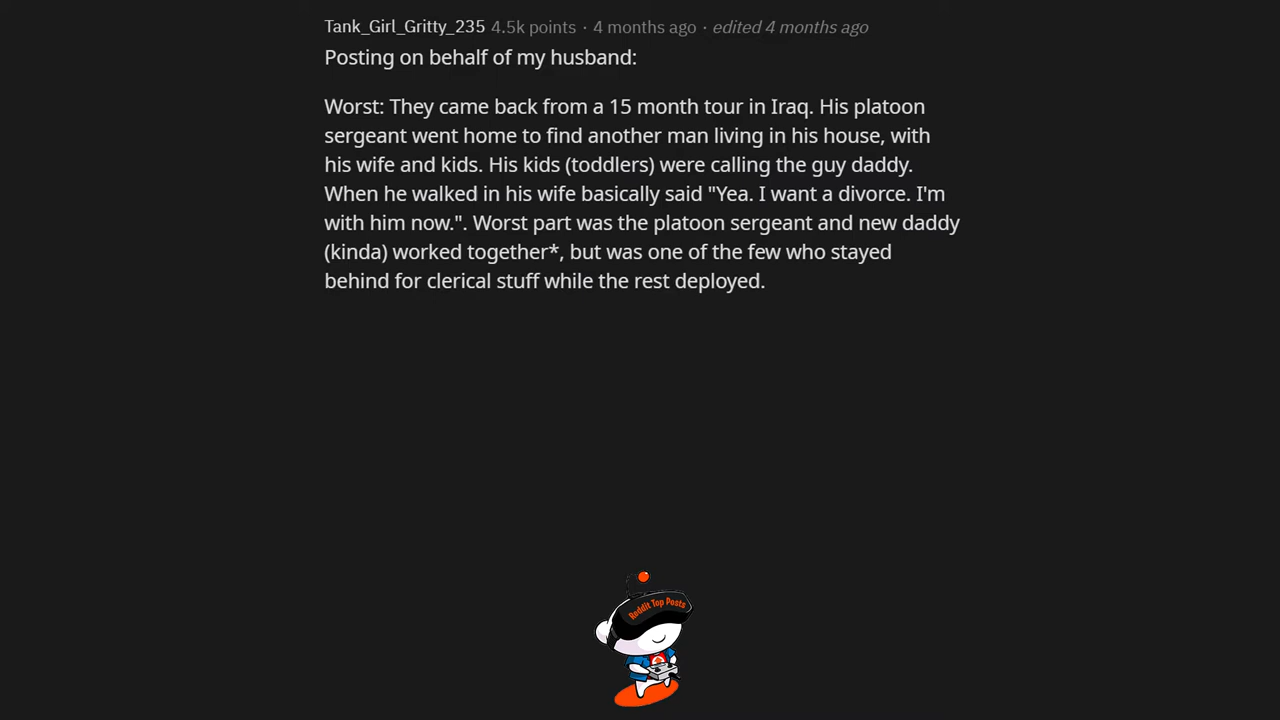 Tank_Girl_Gritty_235 4.5k points · 4 months ago · edited 4 months ago
Posting on behalf of my husband:
Worst: They came back from a 15 month tour in Iraq. His platoon
sergeant went home to find another man living in his house, with
his wife and kids. His kids (toddlers) were calling the guy daddy.
When he walked in his wife basically said "Yea. I want a divorce. I'm
with him now.". Worst part was the platoon sergeant and new daddy
(kinda) worked together*, but was one of the few who stayed
behind for clerical stuff while the rest deployed.
Reddit Top Posts